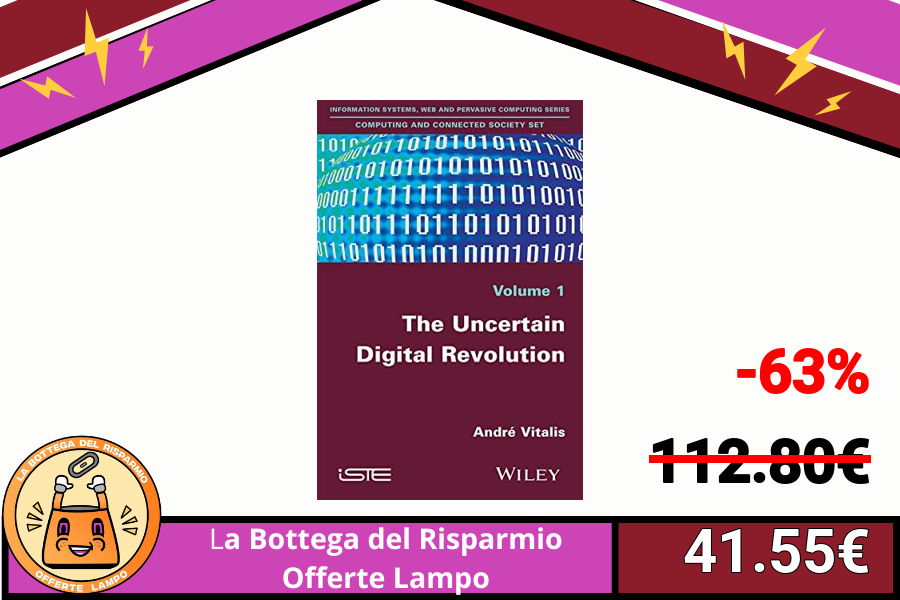 INFORMATION SYSTEMS, WEB AND PERVASIVE COMPUTING SERIES
COMPUTING AND CONNECTED SOCIETY SET
Volume 1
The Uncertain
Digital Revolution
André Vitalis
iSTE
WILEY
-63%
112.80€
41.55€
LA BOTTEGA DEL RISPARMIO
OFFERTE LAMPO
La Bottega del Risparmio
Offerte Lampo